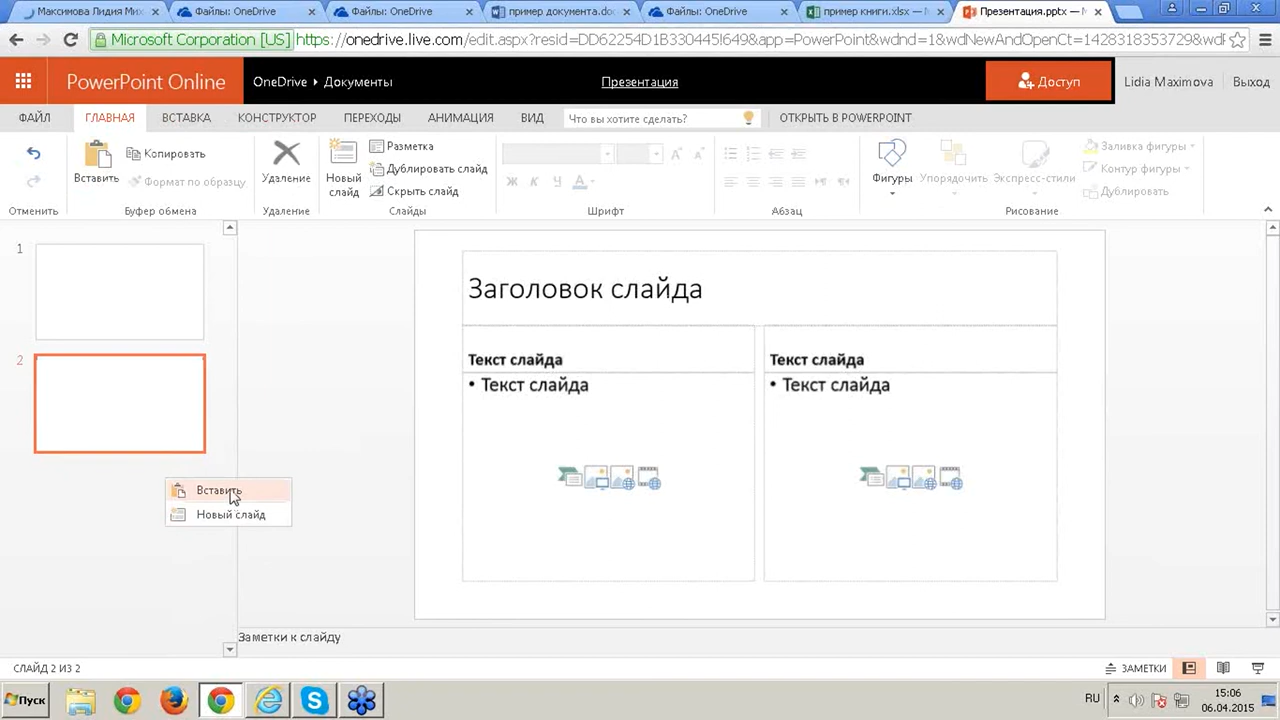 Максимова Лидия Мих
Файлы: OneDrive
Файлы: OneDrive
пример документа.do
Файлы: OneDrive
пример книги.xlsx —
Презентация.pptx — М
Microsoft Corporation [US]
https://onedrive.live.com/edit.aspx?resid=DD62254D1B330445!649&app=PowerPoint&wdnd=1&wdNewAndOpenCt=1428318353729&wdF
PowerPoint Online
OneDrive ▸ Документы
Презентация
Доступ
Lidia Maximova
Выход
ФАЙЛ
ГЛАВНАЯ
ВСТАВКА
КОНСТРУКТОР
ПЕРЕХОДЫ
АНИМАЦИЯ
ВИД
Что вы хотите сделать?
ОТКРЫТЬ В POWERPOINT
Вставить
Копировать
Формат по образцу
Удаление
Новый
слайд
Разметка
Дублировать слайд
Скрыть слайд
Ж К Ч A
Фигуры
Упорядочить
Экспресс-стили
Заливка фигуры
Контур фигуры
Дублировать
Отменить
Буфер обмена
Удаление
Слайды
Шрифт
Абзац
Рисование
1
2
Вставить
Новый слайд
Заголовок слайда
Текст слайда
• Текст слайда
Текст слайда
• Текст слайда
Заметки к слайду
СЛАЙД 2 ИЗ 2
ЗАМЕТКИ
Пуск
RU
15:06
06.04.2015